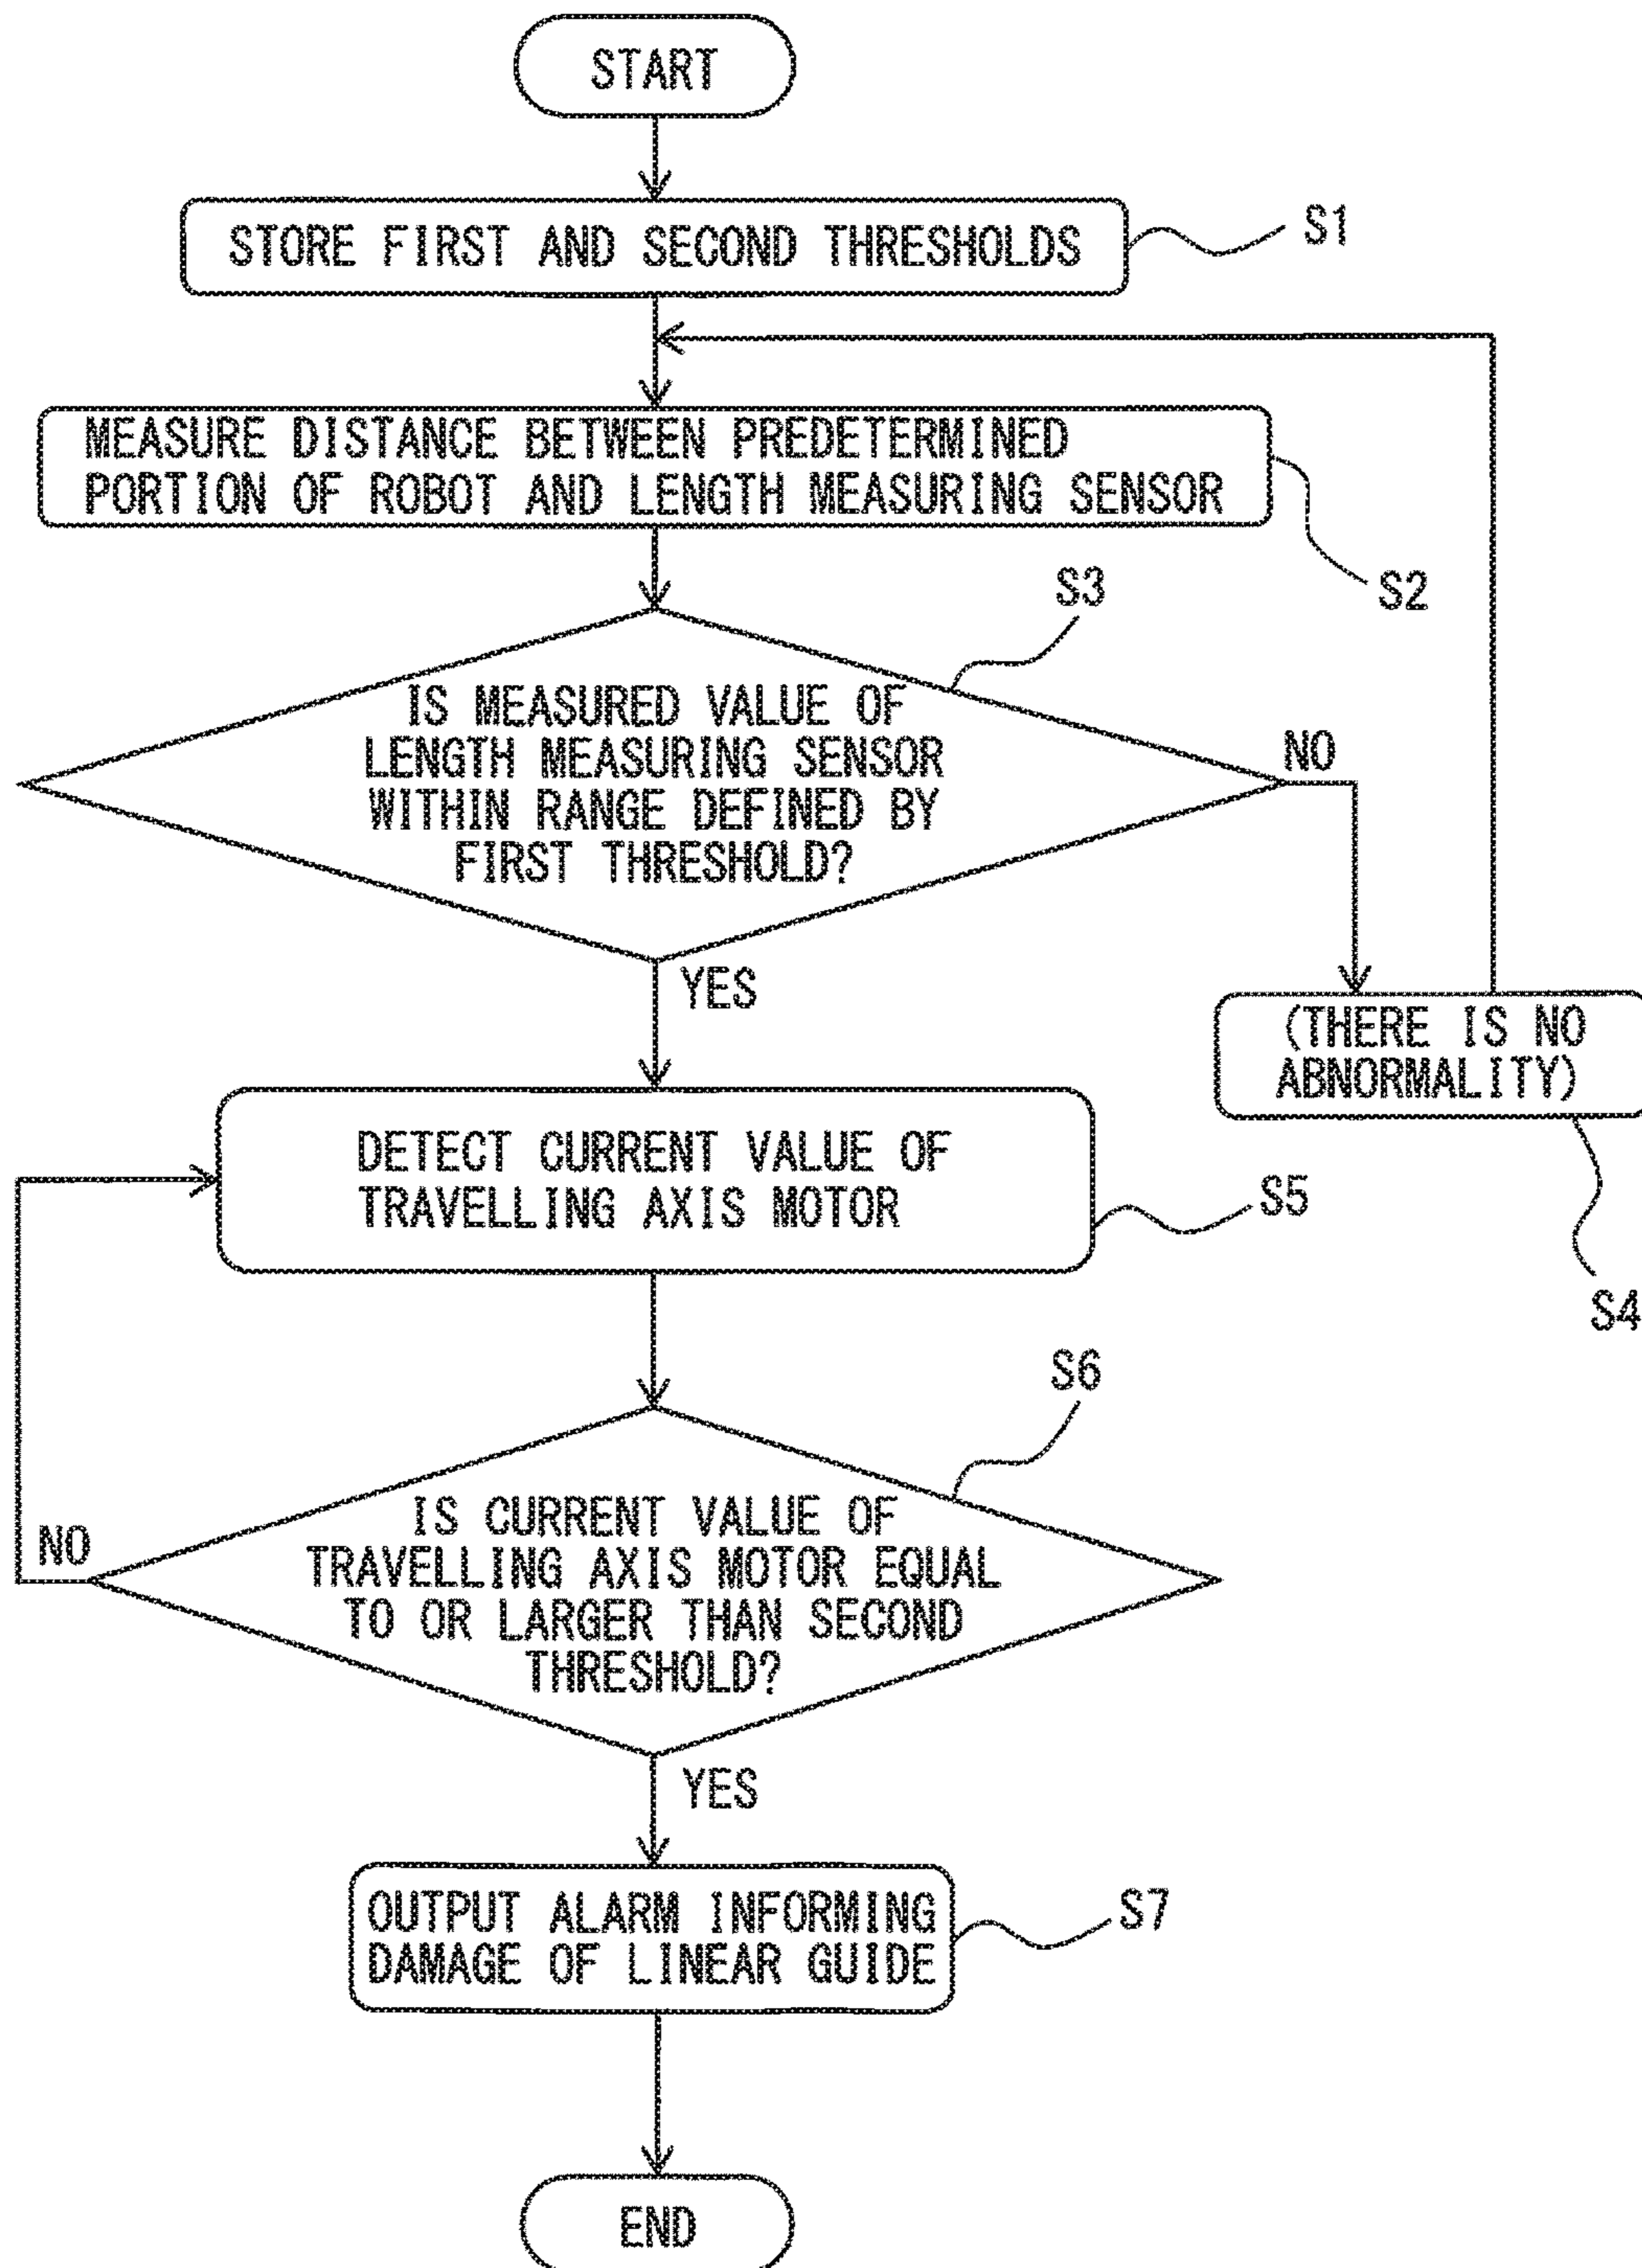 START
STORE FIRST AND SECOND THRESHOLDS
S1
MEASURE DISTANCE BETWEEN PREDETERMINED
PORTION OF ROBOT AND LENGTH MEASURING SENSOR
S2
S3
IS MEASURED VALUE OF
LENGTH MEASURING SENSOR
WITHIN RANGE DEFINED BY
FIRST THRESHOLD?
NO
YES
(THERE IS NO
ABNORMALITY)
S4
DETECT CURRENT VALUE OF
TRAVELLING AXIS MOTOR
S5
S6
IS CURRENT VALUE OF
TRAVELLING AXIS MOTOR EQUAL
TO OR LARGER THAN SECOND
THRESHOLD?
NO
YES
OUTPUT ALARM INFORMING
DAMAGE OF LINEAR GUIDE
S7
END